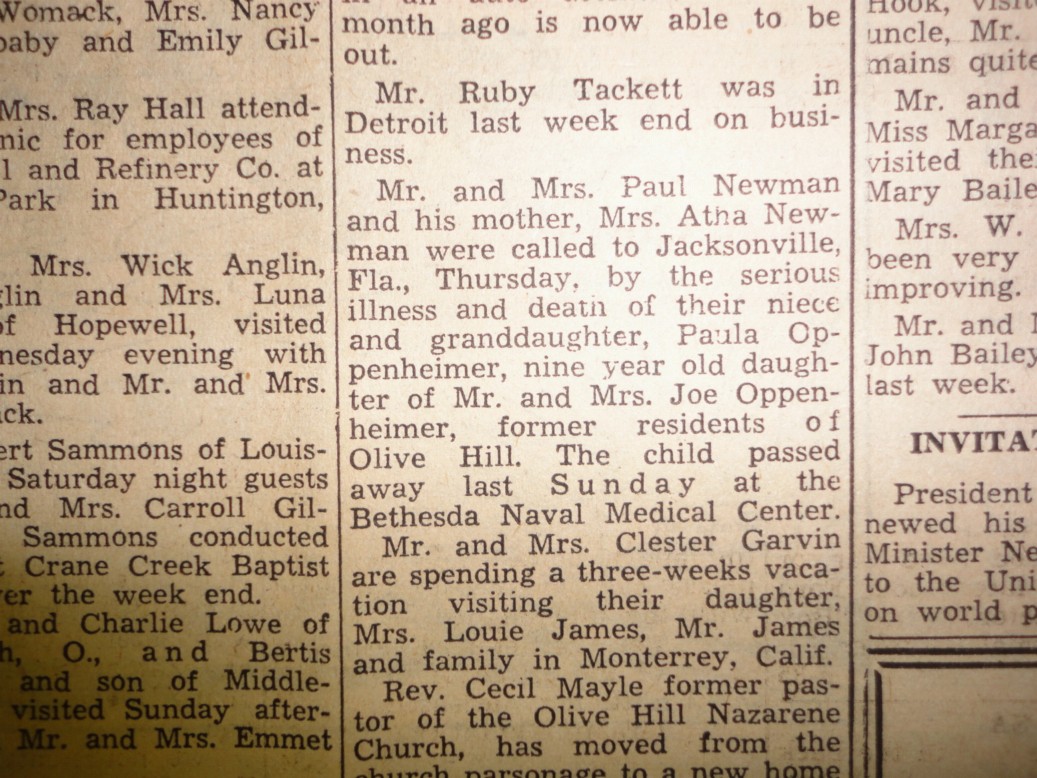 Womack, Mrs. Nancy
baby and Emily Gil-
Mrs. Ray Hall attend-
nic for employees of
l and Refinery Co. at
Park in Huntington,
Mrs. Wick Anglin,
glin and Mrs. Luna
of Hopewell, visited
nesday evening with
in and Mr. and Mrs.
ck.
ert Sammons of Louis-
Saturday night guests
nd Mrs. Carroll Gil-
Sammons conducted
t Crane Creek Baptist
er the week end.
and Charlie Lowe of
h, O., and Bertis
and son of Middle-
visited Sunday after-
Mr. and Mrs. Emmet
month ago is now able to be
out.
Mr. Ruby Tackett was in
Detroit last week end on busi-
ness.
Mr. and Mrs. Paul Newman
and his mother, Mrs. Atha New-
man were called to Jacksonville,
Fla., Thursday, by the serious
illness and death of their niece
and granddaughter, Paula Op-
penheimer, nine year old daugh-
ter of Mr. and Mrs. Joe Oppen-
heimer, former residents of
Olive Hill. The child passed
away last Sunday at the
Bethesda Naval Medical Center.
Mr. and Mrs. Clester Garvin
are spending a three-weeks vaca-
tion visiting their daughter,
Mrs. Louie James, Mr. James
and family in Monterrey, Calif.
Rev. Cecil Mayle former pas-
tor of the Olive Hill Nazarene
Church, has moved from the
church parsonage to a new home
Hook, visit
uncle, Mr.
mains quite
Mr. and
Miss Marga
visited the
Mary Baile
Mrs. W.
been very
improving.
Mr. and
John Bailey
last week.
INVITA
President
newed his
Minister Ne
to the Uni
on world p